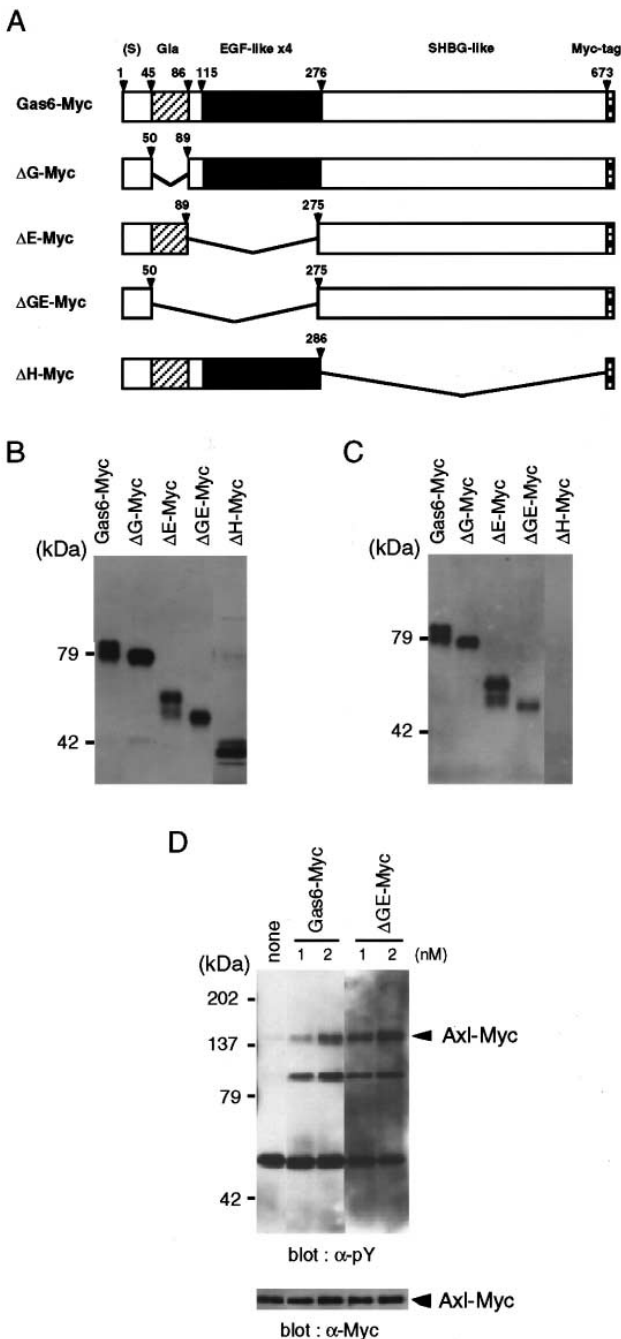 A
(S) Gla EGF-like x4 SHBG-like Myc-tag
1 45 86 115 276 673
Gas6-Myc
50 89
ΔG-Myc
89 275
ΔE-Myc
50 275
ΔGE-Myc
286
ΔH-Myc
B
Gas6-Myc
ΔG-Myc
ΔE-Myc
ΔGE-Myc
ΔH-Myc
(kDa)
79
42
C
Gas6-Myc
ΔG-Myc
ΔE-Myc
ΔGE-Myc
ΔH-Myc
(kDa)
79
42
D
none
Gas6-Myc
ΔGE-Myc
1 2 1 2 (nM)
(kDa)
202
137
79
42
Axl-Myc
blot : α-pY
Axl-Myc
blot : α-Myc